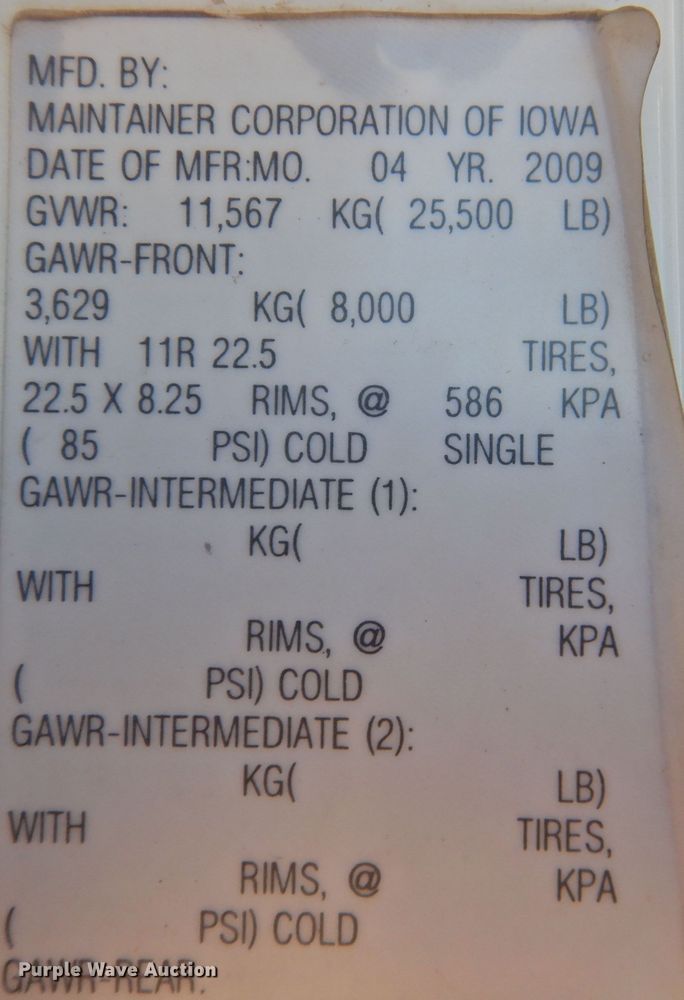 MFD. BY:
MAINTAINER CORPORATION OF IOWA
DATE OF MFR:MO. 04 YR. 2009
GVWR: 11,567 KG( 25,500 LB)
GAWR-FRONT:
3,629 KG( 8,000 LB)
WITH 11R 22.5 TIRES,
22.5 X 8.25 RIMS, @ 586 KPA
( 85 PSI) COLD SINGLE
GAWR-INTERMEDIATE (1):
KG( LB)
WITH TIRES,
RIMS, @ KPA
( PSI) COLD
GAWR-INTERMEDIATE (2):
KG( LB)
WITH TIRES,
RIMS, @ KPA
( PSI) COLD
GAWR-REAR:
Purple Wave Auction